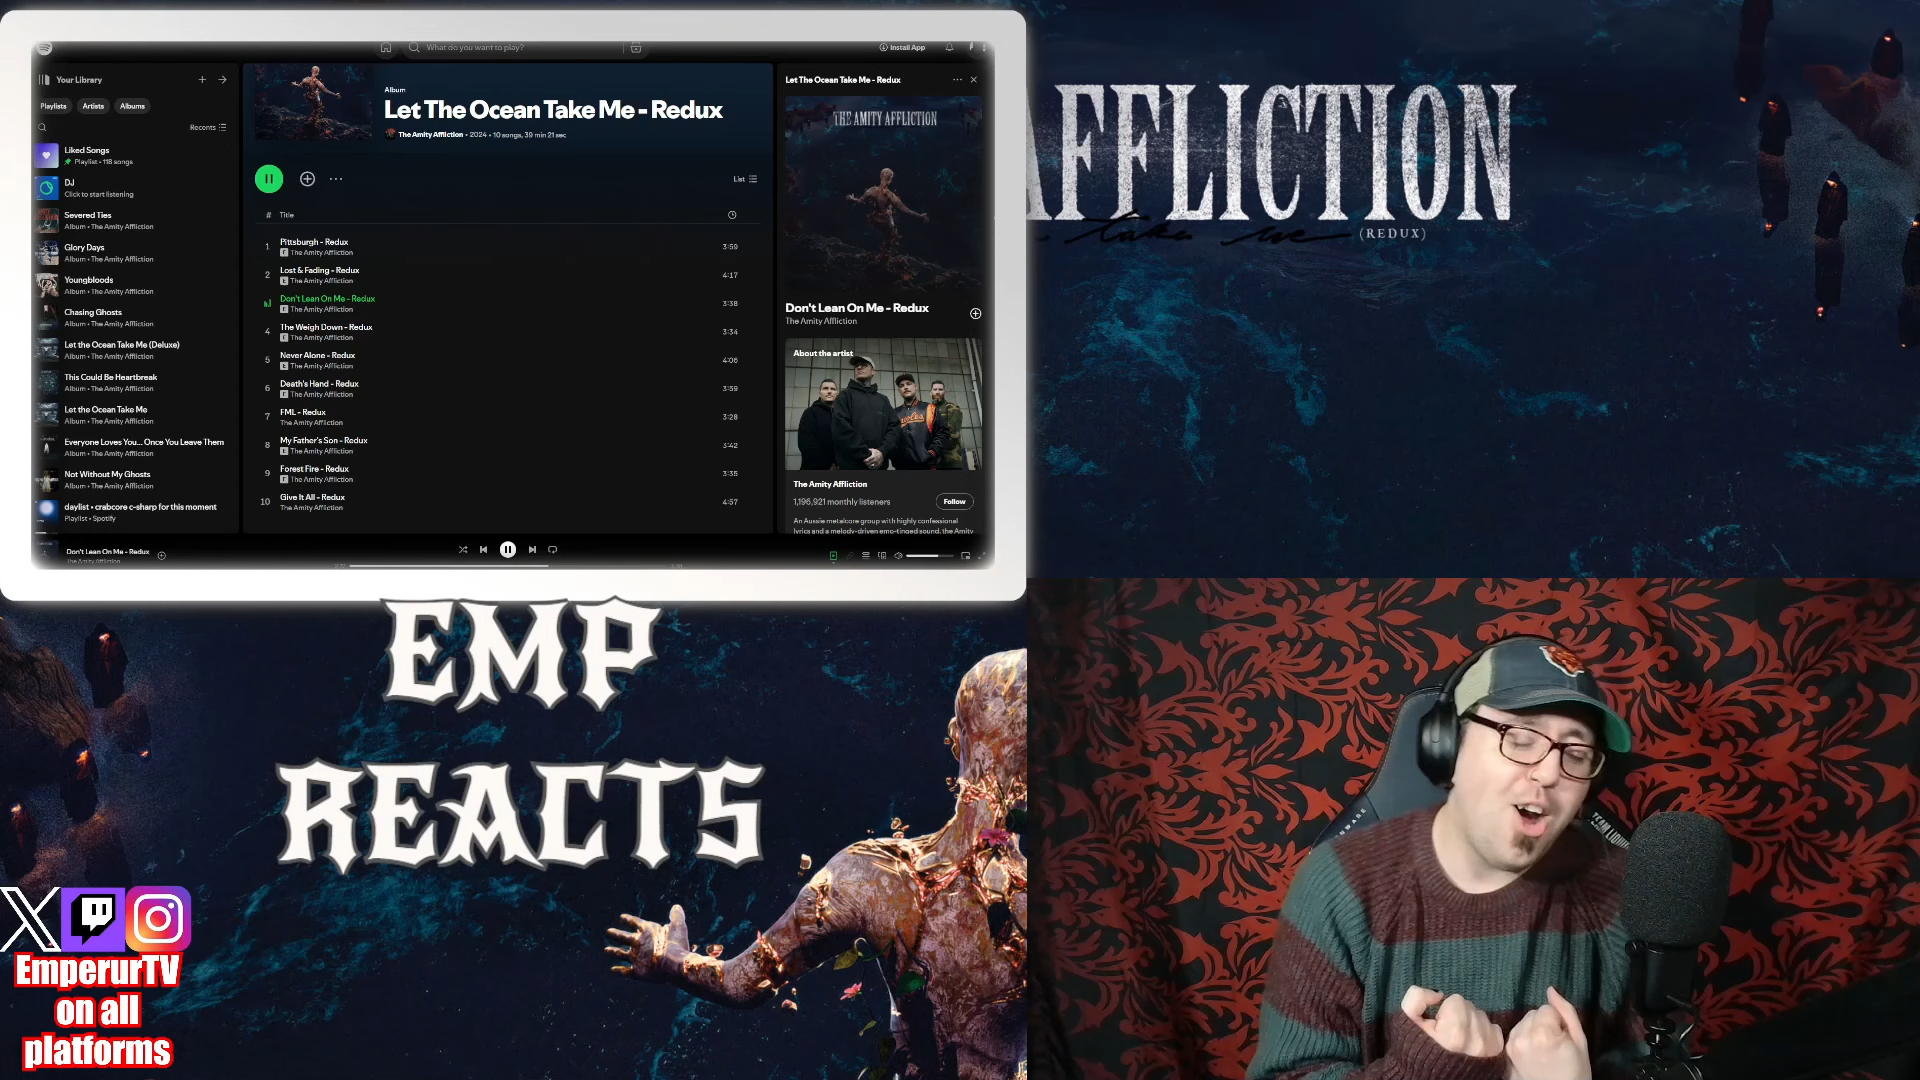 What do you want to play?
Install App
Your Library
Playlists
Artists
Albums
Recents
Liked Songs
Playlist • 118 songs
DJ
Click to start listening
Severed Ties
Album • The Amity Affliction
Glory Days
Album • The Amity Affliction
Youngbloods
Album • The Amity Affliction
Chasing Ghosts
Album • The Amity Affliction
Let the Ocean Take Me (Deluxe)
Album • The Amity Affliction
This Could Be Heartbreak
Album • The Amity Affliction
Let the Ocean Take Me
Album • The Amity Affliction
Everyone Loves You... Once You Leave Them
Album • The Amity Affliction
Not Without My Ghosts
Album • The Amity Affliction
daylist • crabcore c-sharp for this moment
Playlist • Spotify
Don't Lean On Me - Redux
The Amity Affliction
Album
Let The Ocean Take Me - Redux
The Amity Affliction • 2024 • 10 songs, 39 min 21 sec
List
# Title
1 Pittsburgh - Redux 3:59
E The Amity Affliction
2 Lost & Fading - Redux 4:17
E The Amity Affliction
Don't Lean On Me - Redux 3:38
E The Amity Affliction
4 The Weigh Down - Redux 3:34
E The Amity Affliction
5 Never Alone - Redux 4:06
E The Amity Affliction
6 Death's Hand - Redux 3:59
E The Amity Affliction
7 FML - Redux 3:28
The Amity Affliction
8 My Father's Son - Redux 3:42
E The Amity Affliction
9 Forest Fire - Redux 3:35
E The Amity Affliction
10 Give It All - Redux 4:57
The Amity Affliction
Let The Ocean Take Me - Redux
THE AMITY AFFLICTION
Don't Lean On Me - Redux
The Amity Affliction
About the artist
The Amity Affliction
1,196,921 monthly listeners
Follow
An Aussie metalcore group with highly confessional
lyrics and a melody-driven emo-tinged sound, the Amity
AFFLICTION
take me
(REDUX)
EMP
REACTS
EmperurTV
on all
platforms